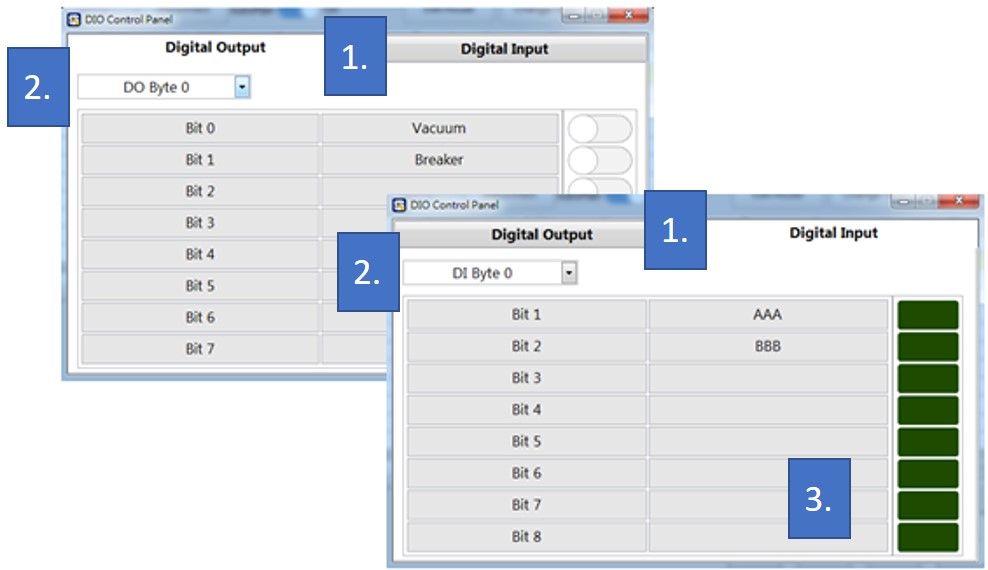 DIO Control Panel
Digital Output
1.
Digital Input
2.
DO Byte 0
Bit 0 Vacuum
Bit 1 Breaker
Bit 2
Bit 3
Bit 4
Bit 5
Bit 6
Bit 7
DIO Control Panel
Digital Output
1.
Digital Input
2.
DI Byte 0
Bit 1 AAA
Bit 2 BBB
Bit 3
Bit 4
Bit 5
Bit 6
Bit 7
3.
Bit 8